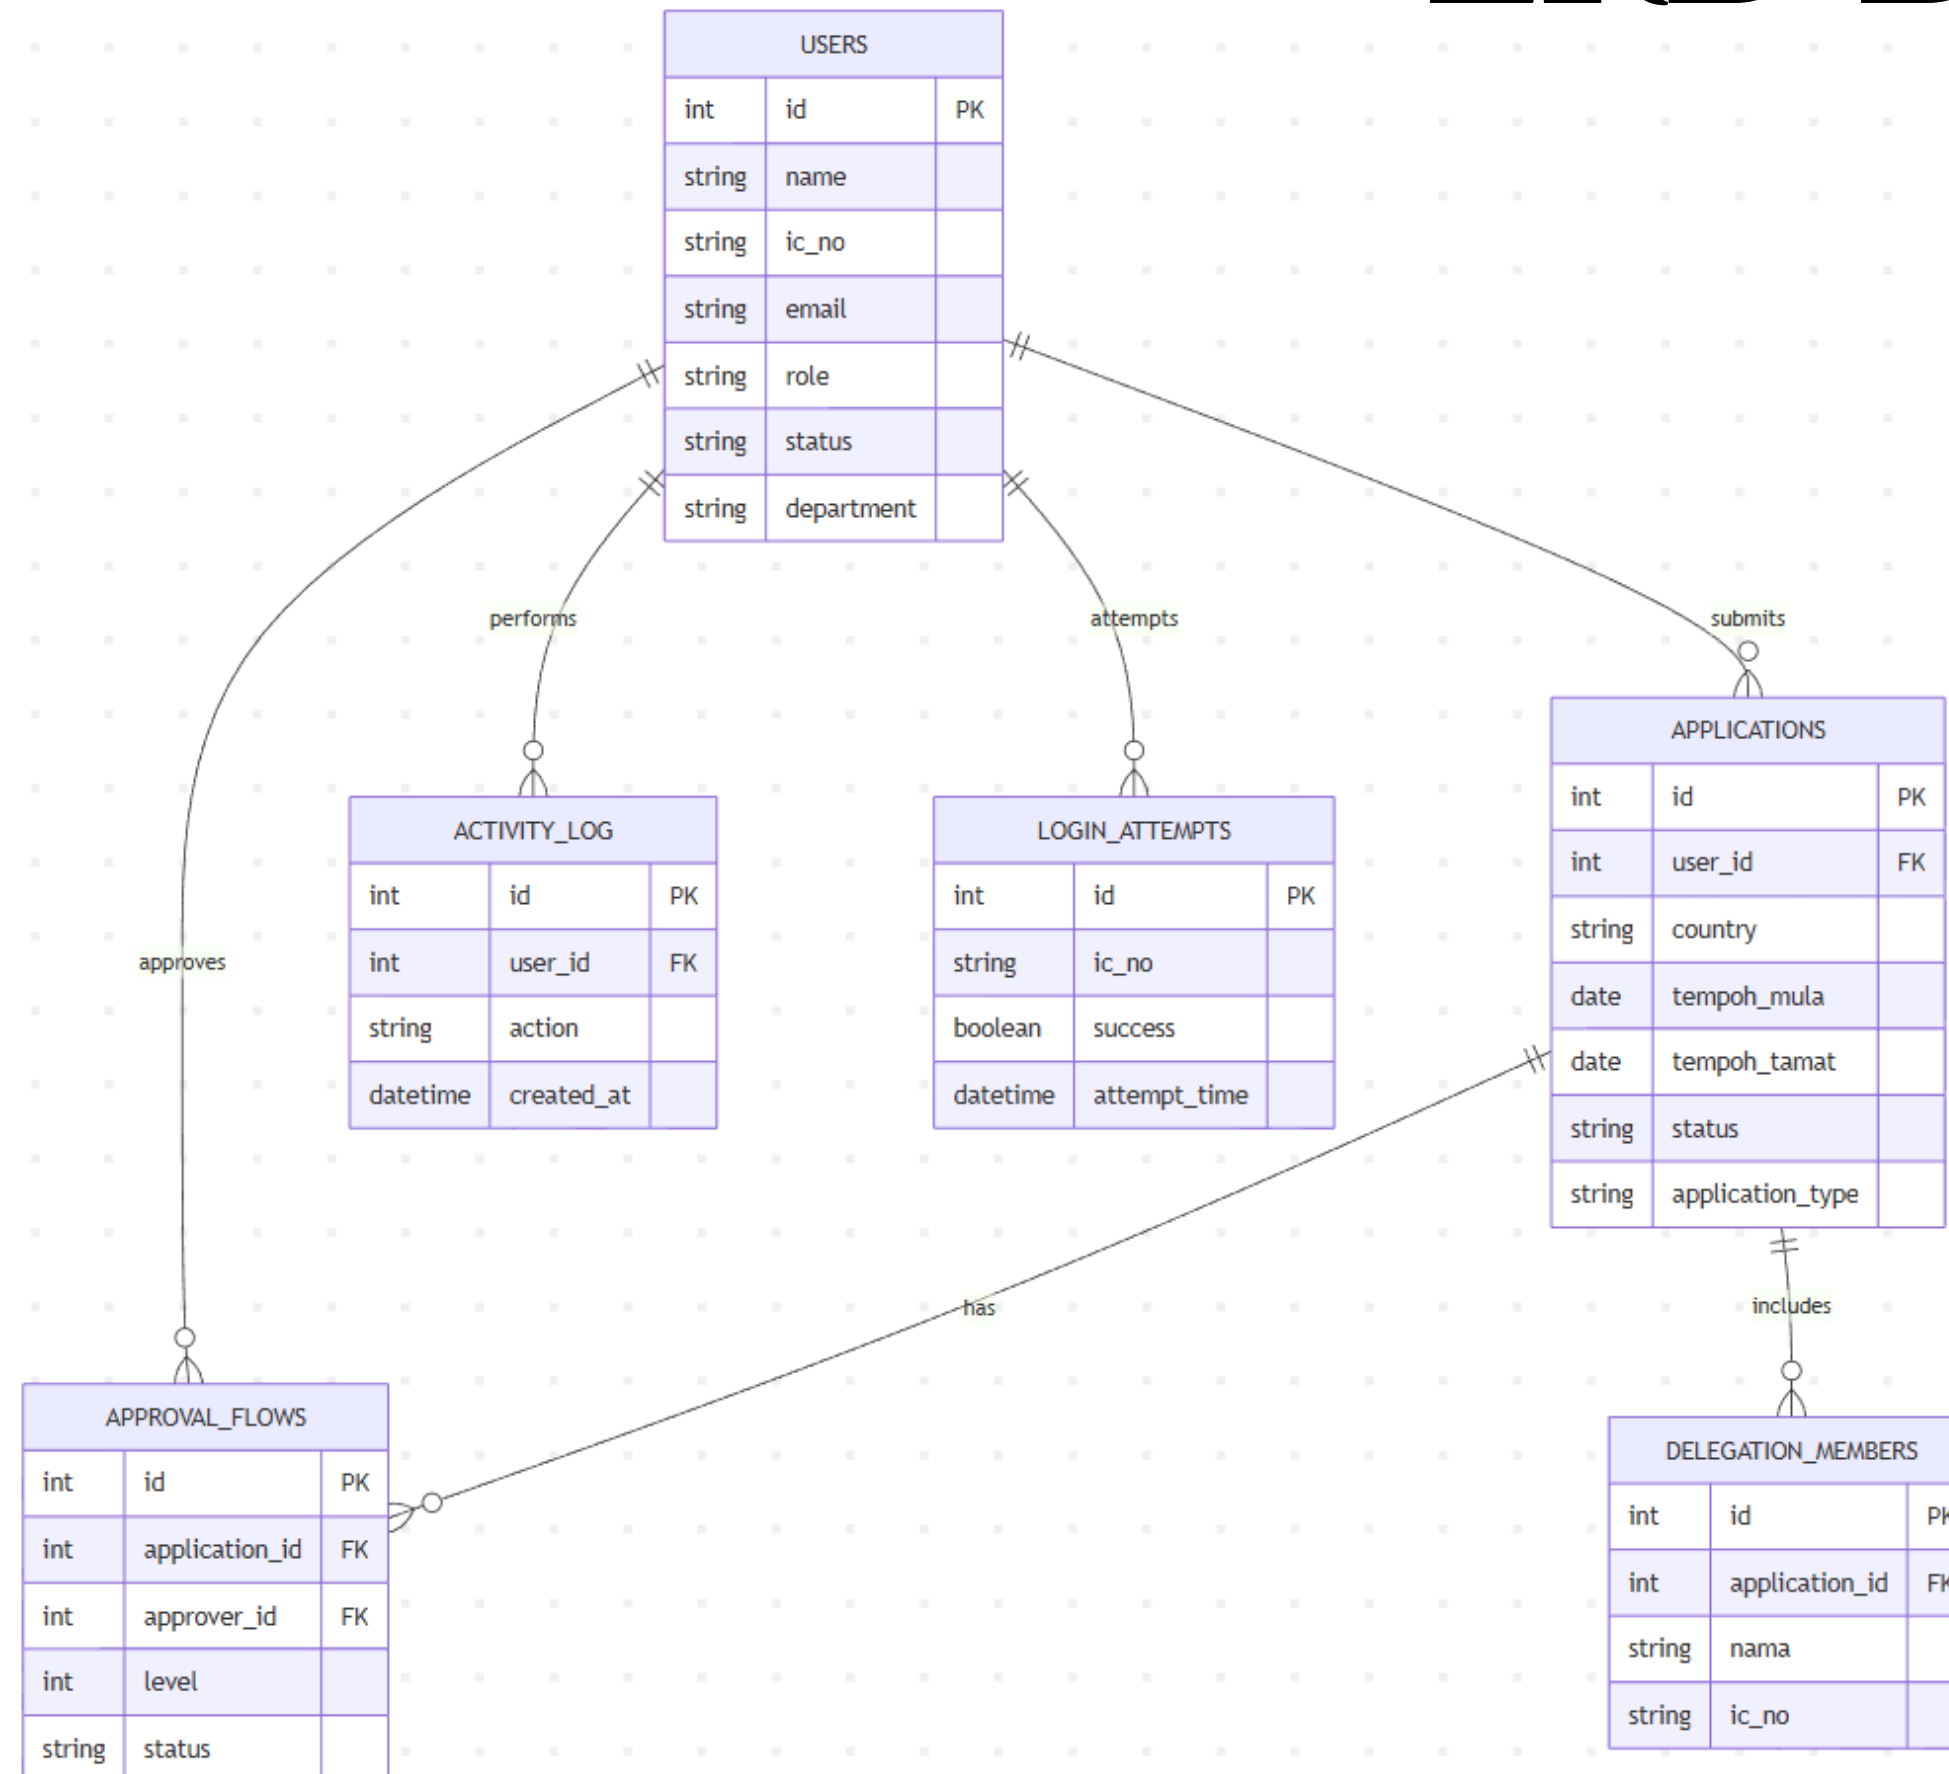 USERS
int id PK
string name
string ic_no
string email
string role
string status
string department
performs
attempts
submits
approves
ACTIVITY_LOG
int id PK
int user_id FK
string action
datetime created_at
LOGIN_ATTEMPTS
int id PK
string ic_no
boolean success
datetime attempt_time
APPLICATIONS
int id PK
int user_id FK
string country
date tempoh_mula
date tempoh_tamat
string status
string application_type
has
includes
APPROVAL_FLOWS
int id PK
int application_id FK
int approver_id FK
int level
string status
DELEGATION_MEMBERS
int id PK
int application_id FK
string nama
string ic_no